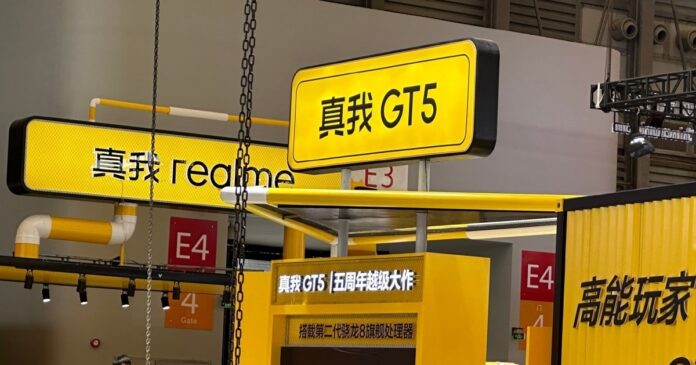 真我 GT5
真我 realme
E3
E4
4
Gate
真我 GT5 | 五周年越级大作
搭载第二代骁龙8旗舰处理器
E4
4
高能玩家